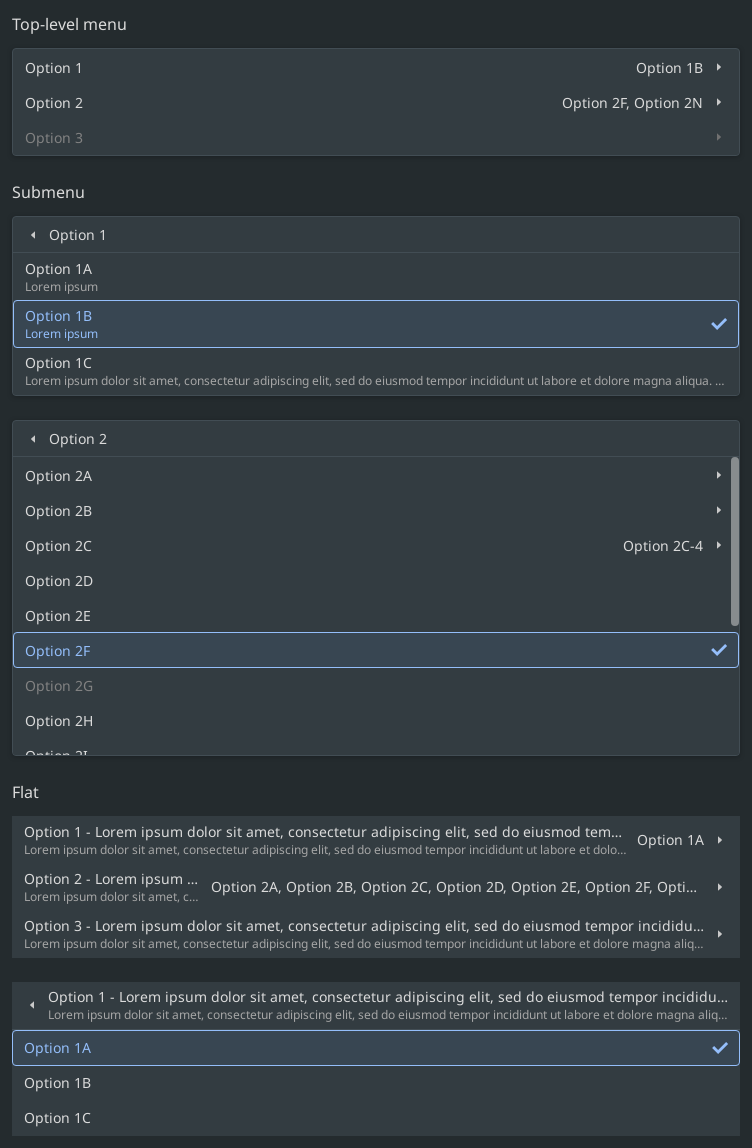 Top-level menu
Option 1 Option 1B
Option 2 Option 2F, Option 2N
Option 3
Submenu
Option 1
Option 1A
Lorem ipsum
Option 1B
Lorem ipsum
Option 1C
Lorem ipsum dolor sit amet, consectetur adipiscing elit, sed do eiusmod tempor incididunt ut labore et dolore magna aliqua. ...
Option 2
Option 2A
Option 2B
Option 2C Option 2C-4
Option 2D
Option 2E
Option 2F
Option 2G
Option 2H
Option 2I
Flat
Option 1 - Lorem ipsum dolor sit amet, consectetur adipiscing elit, sed do eiusmod tem... Option 1A
Lorem ipsum dolor sit amet, consectetur adipiscing elit, sed do eiusmod tempor incididunt ut labore et dolo...
Option 2 - Lorem ipsum ... Option 2A, Option 2B, Option 2C, Option 2D, Option 2E, Option 2F, Opti...
Lorem ipsum dolor sit amet, c...
Option 3 - Lorem ipsum dolor sit amet, consectetur adipiscing elit, sed do eiusmod tempor incididu...
Lorem ipsum dolor sit amet, consectetur adipiscing elit, sed do eiusmod tempor incididunt ut labore et dolore magna aliq...
Option 1 - Lorem ipsum dolor sit amet, consectetur adipiscing elit, sed do eiusmod tempor incididu...
Lorem ipsum dolor sit amet, consectetur adipiscing elit, sed do eiusmod tempor incididunt ut labore et dolore magna aliq...
Option 1A
Option 1B
Option 1C